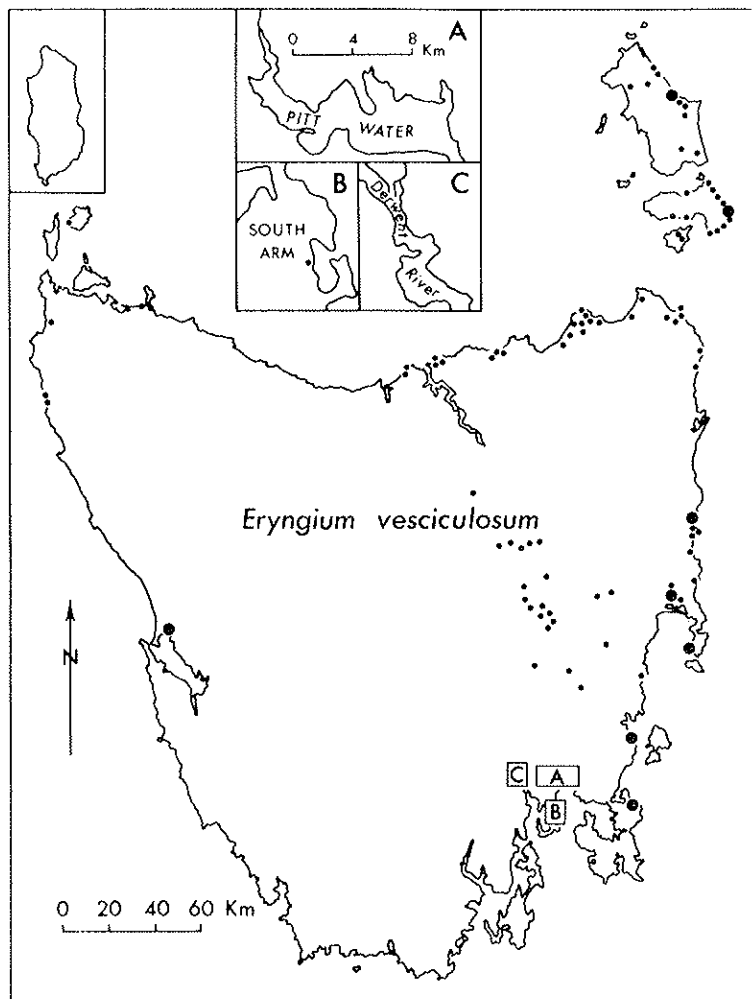 A
0 4 8
Km
PITT WATER
B
C
SOUTH
ARM
Derwent
River
Eryngium vesciculosum
N
C
A
B
0 20 40 60 Km